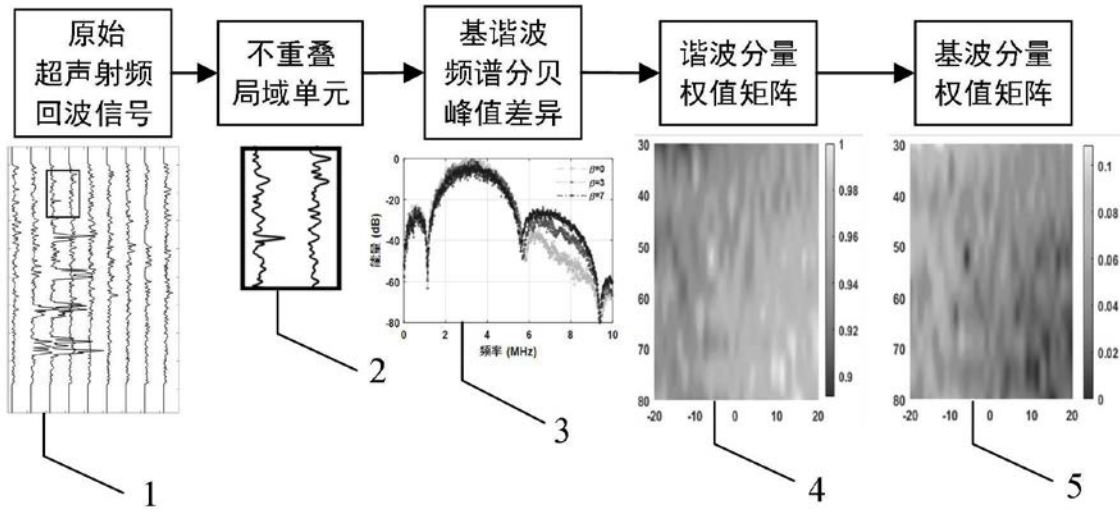 原始
超声射频
回波信号
不重叠
局域单元
基谐波
频谱分贝
峰值差异
谐波分量
权值矩阵
基波分量
权值矩阵
0
-20
-40
-60
-80
能量 (dB)
β=0
β=3
β=7
0 2 4 6 8 10
频率 (MHz)
30
40
50
60
70
80
-20 -10 0 10 20
1
0.98
0.96
0.94
0.92
0.9
30
40
50
60
70
80
-20 -10 0 10 20
0.1
0.08
0.06
0.04
0.02
0
1
2
3
4
5